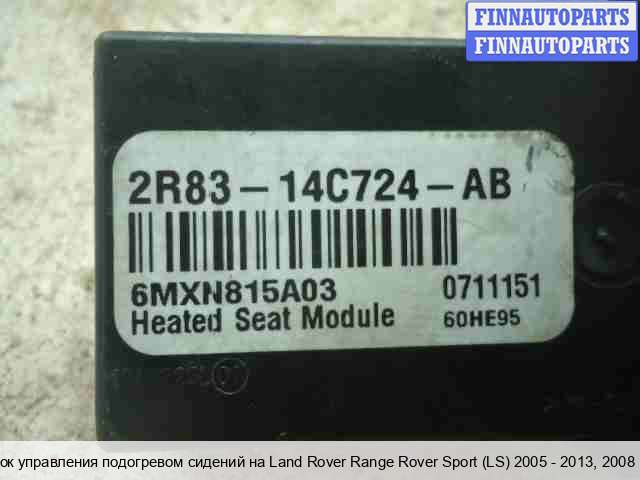 FINNAUTOPARTS
FINNAUTOPARTS
2R83-14C724-AB
6MXN815A03 0711151
Heated Seat Module 60HE95
ок управления подогревом сидений на Land Rover Range Rover Sport (LS) 2005 - 2013, 2008